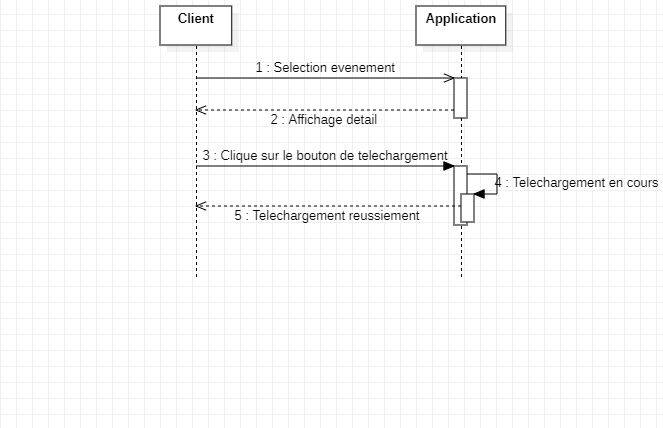 Client
Application
1 : Selection evenement
2 : Affichage detail
3 : Clique sur le bouton de telechargement
4 : Telechargement en cours
5 : Telechargement reussiement